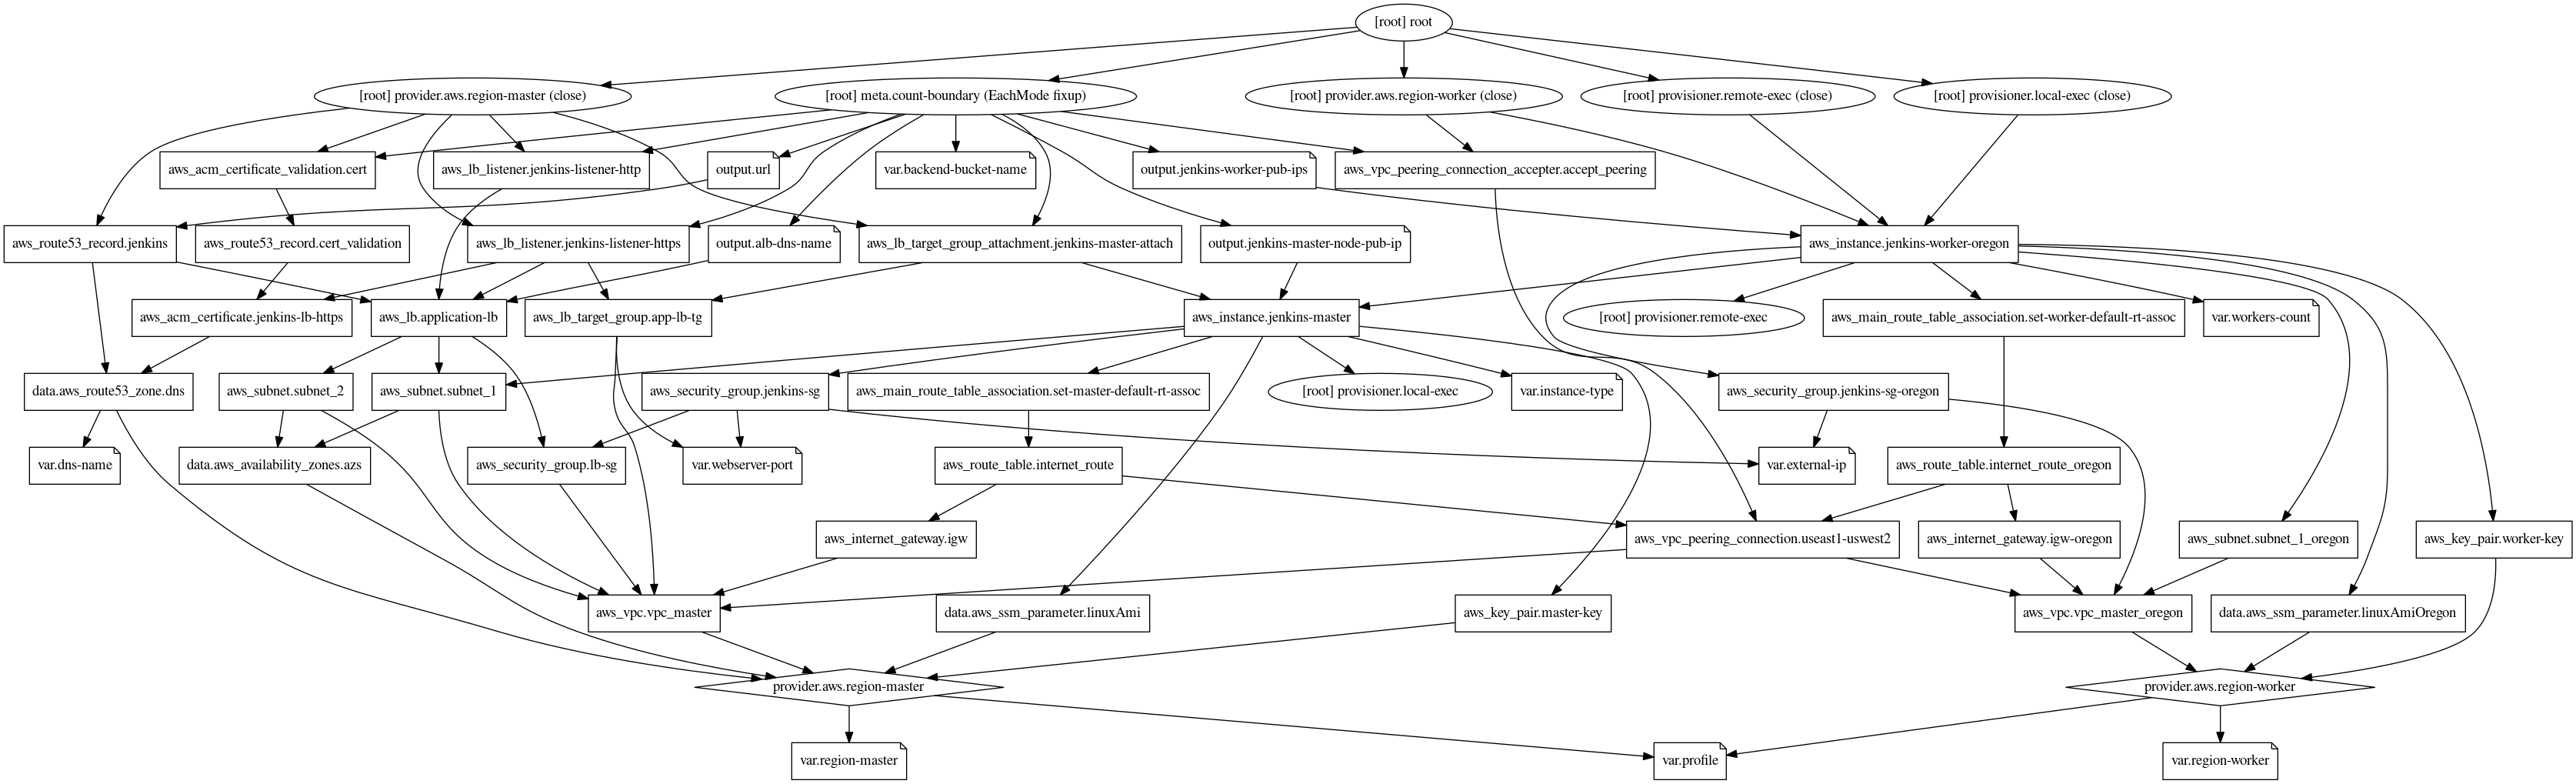 [root] root
[root] provider.aws.region-master (close)
[root] meta.count-boundary (EachMode fixup)
[root] provider.aws.region-worker (close)
[root] provisioner.remote-exec (close)
[root] provisioner.local-exec (close)
aws_acm_certificate_validation.cert
aws_lb_listener.jenkins-listener-http
output.url
var.backend-bucket-name
output.jenkins-worker-pub-ips
aws_vpc_peering_connection_accepter.accept_peering
aws_route53_record.jenkins
aws_route53_record.cert_validation
aws_lb_listener.jenkins-listener-https
output.alb-dns-name
aws_lb_target_group_attachment.jenkins-master-attach
output.jenkins-master-node-pub-ip
aws_instance.jenkins-worker-oregon
aws_acm_certificate.jenkins-lb-https
aws_lb.application-lb
aws_lb_target_group.app-lb-tg
aws_instance.jenkins-master
[root] provisioner.remote-exec
aws_main_route_table_association.set-worker-default-rt-assoc
var.workers-count
data.aws_route53_zone.dns
aws_subnet.subnet_2
aws_subnet.subnet_1
aws_security_group.jenkins-sg
aws_main_route_table_association.set-master-default-rt-assoc
[root] provisioner.local-exec
var.instance-type
aws_security_group.jenkins-sg-oregon
var.dns-name
data.aws_availability_zones.azs
aws_security_group.lb-sg
var.webserver-port
aws_route_table.internet_route
var.external-ip
aws_route_table.internet_route_oregon
aws_internet_gateway.igw
aws_vpc_peering_connection.useast1-uswest2
aws_internet_gateway.igw-oregon
aws_subnet.subnet_1_oregon
aws_key_pair.worker-key
aws_vpc.vpc_master
data.aws_ssm_parameter.linuxAmi
aws_key_pair.master-key
aws_vpc.vpc_master_oregon
data.aws_ssm_parameter.linuxAmiOregon
provider.aws.region-master
provider.aws.region-worker
var.region-master
var.profile
var.region-worker